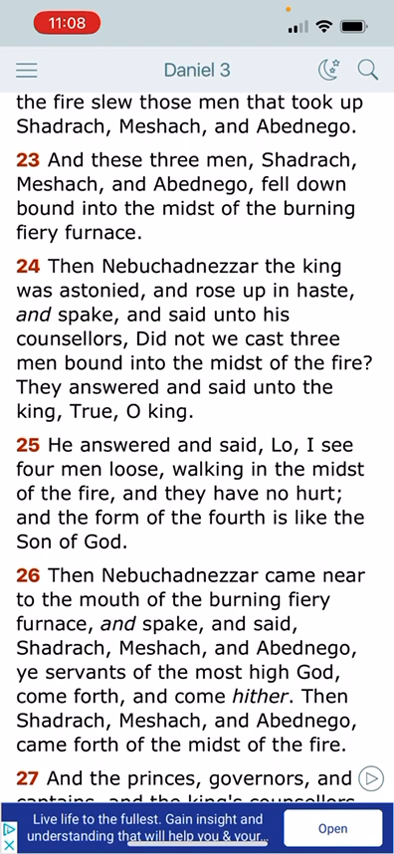 11:08
Daniel 3
the fire slew those men that took up
Shadrach, Meshach, and Abednego.
23 And these three men, Shadrach,
Meshach, and Abednego, fell down
bound into the midst of the burning
fiery furnace.
24 Then Nebuchadnezzar the king
was astonied, and rose up in haste,
and spake, and said unto his
counsellors, Did not we cast three
men bound into the midst of the fire?
They answered and said unto the
king, True, O king.
25 He answered and said, Lo, I see
four men loose, walking in the midst
of the fire, and they have no hurt;
and the form of the fourth is like the
Son of God.
26 Then Nebuchadnezzar came near
to the mouth of the burning fiery
furnace, and spake, and said,
Shadrach, Meshach, and Abednego,
ye servants of the most high God,
come forth, and come hither. Then
Shadrach, Meshach, and Abednego,
came forth of the midst of the fire.
27 And the princes, governors, and
captains, and the king's counsellors
Live life to the fullest. Gain insight and
understanding that will help you & your...
Open